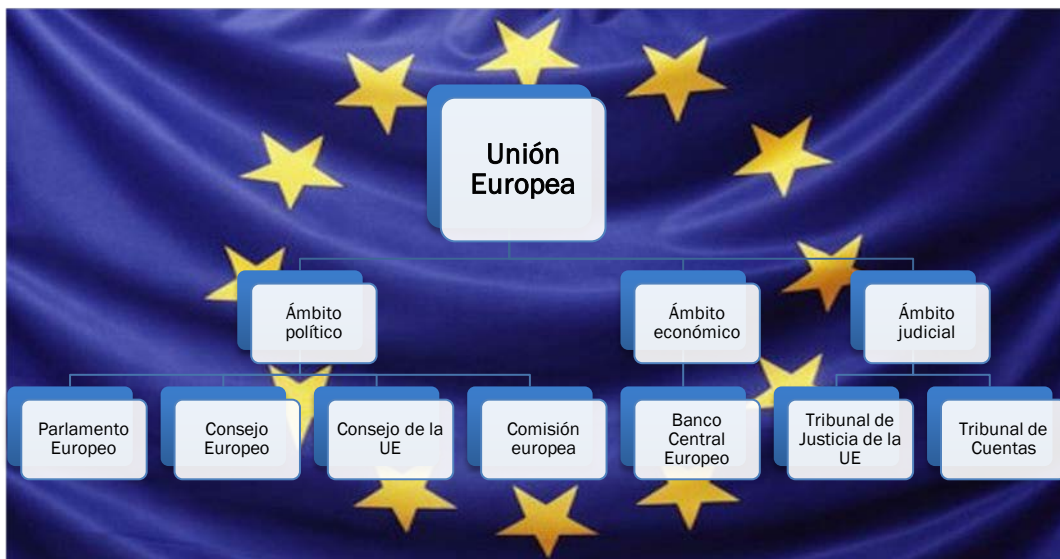 Unión
Europea
Ámbito
político
Ámbito
económico
Ámbito
judicial
Parlamento
Europeo
Consejo
Europeo
Consejo de la
UE
Comisión
europea
Banco
Central
Europeo
Tribunal de
Justicia de la
UE
Tribunal de
Cuentas